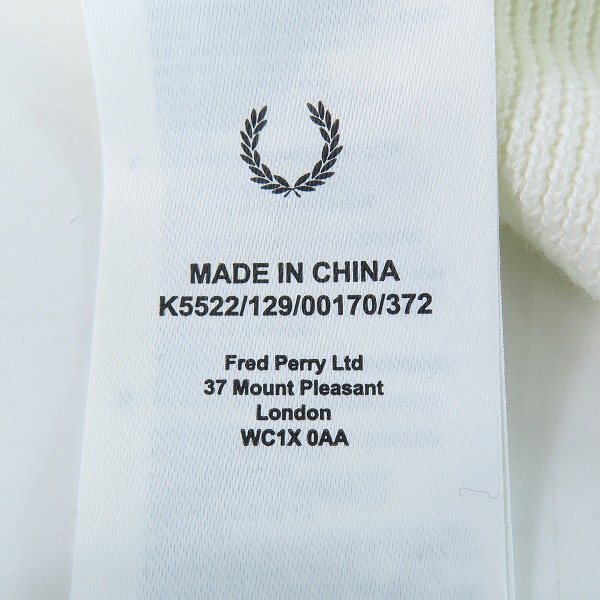 MADE IN CHINA
K5522/129/00170/372
Fred Perry Ltd
37 Mount Pleasant
London
WC1X 0AA